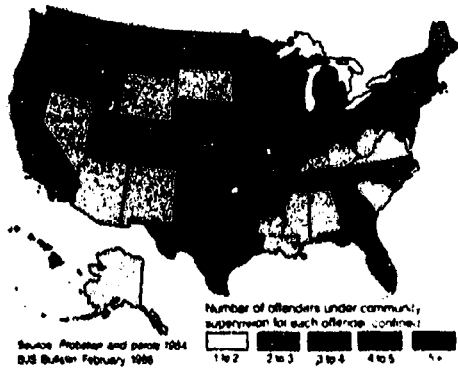 Number of offenders under community
supervision for each offender confined
1 to 2 2 to 3 3 to 4 4 to 5 5+
Source: Probation and parole 1984
BJS Bulletin February 1986